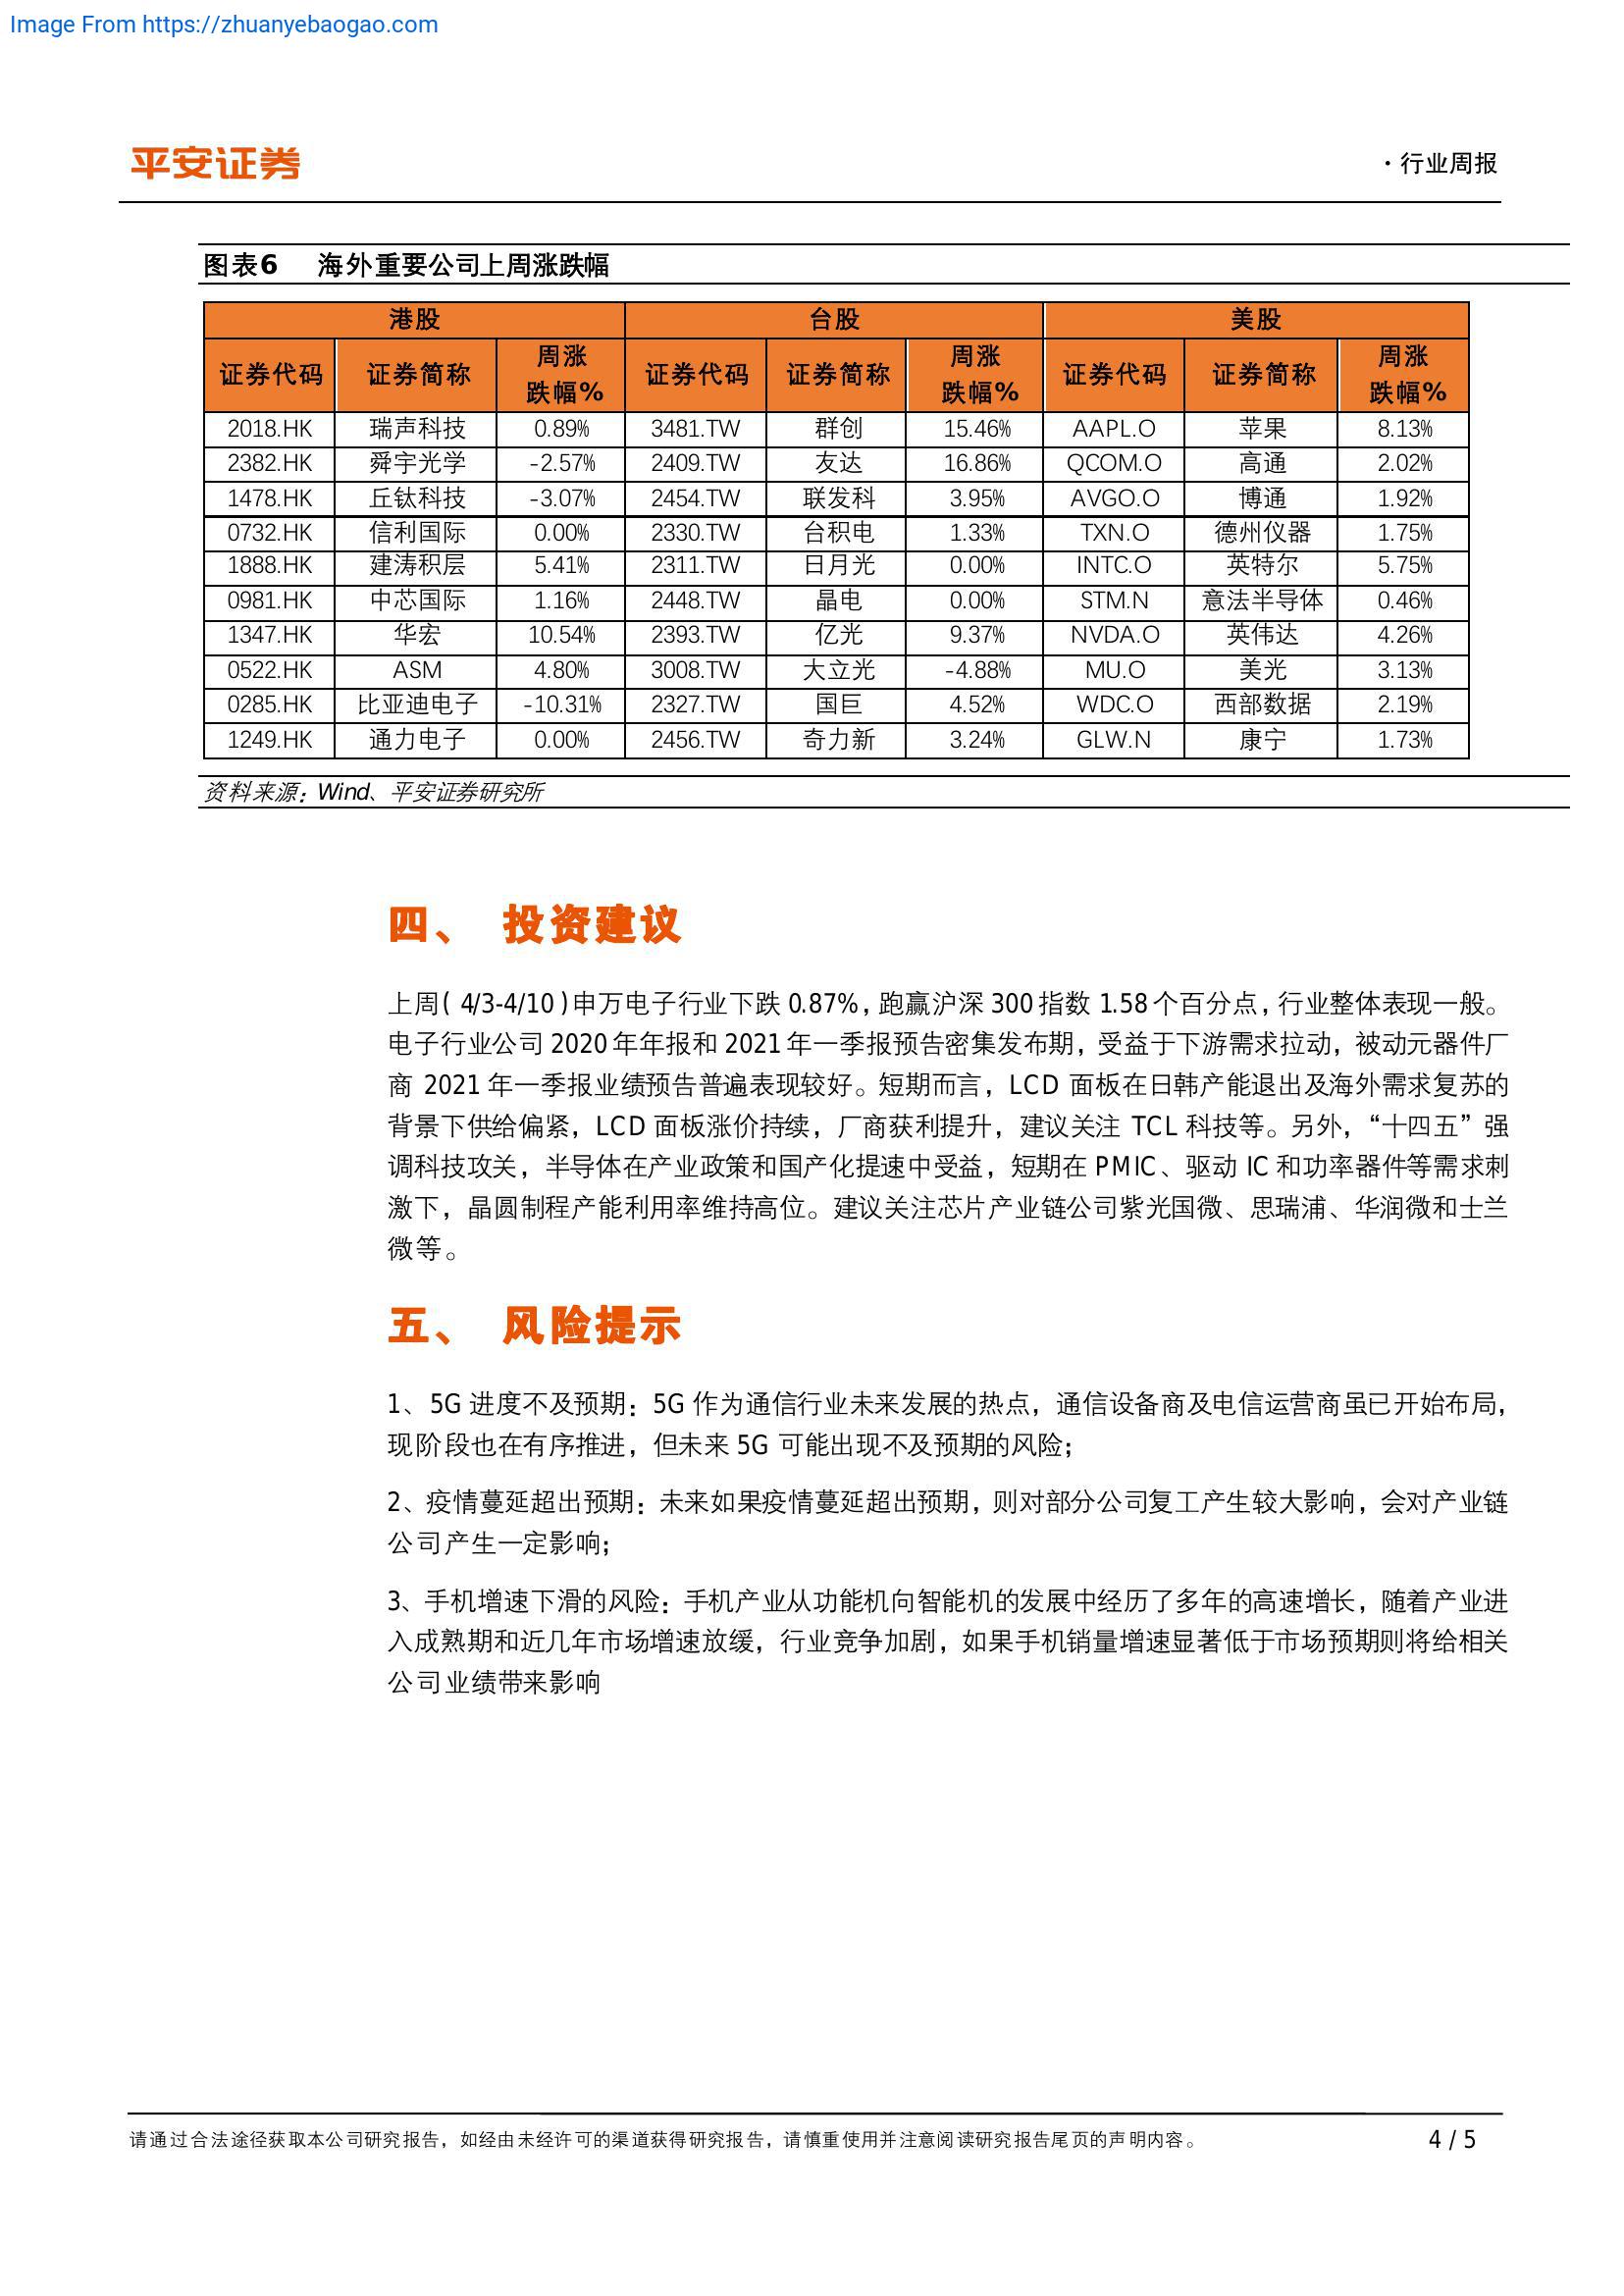 Image From https://zhuanyebaogao.com
平安证券
·行业周报
图表6 海外重要公司上周涨跌幅
港股 台股 美股
证券代码 证券简称 周涨跌幅% 证券代码 证券简称 周涨跌幅% 证券代码 证券简称 周涨跌幅%
2018.HK 瑞声科技 0.89% 3481.TW 群创 15.46% AAPL.O 苹果 8.13%
2382.HK 舜宇光学 -2.57% 2409.TW 友达 16.86% QCOM.O 高通 2.02%
1478.HK 丘钛科技 -3.07% 2454.TW 联发科 3.95% AVGO.O 博通 1.92%
0732.HK 信利国际 0.00% 2330.TW 台积电 1.33% TXN.O 德州仪器 1.75%
1888.HK 建涛积层 5.41% 2311.TW 日月光 0.00% INTC.O 英特尔 5.75%
0981.HK 中芯国际 1.16% 2448.TW 晶电 0.00% STM.N 意法半导体 0.46%
1347.HK 华宏 10.54% 2393.TW 亿光 9.37% NVDA.O 英伟达 4.26%
0522.HK ASM 4.80% 3008.TW 大立光 -4.88% MU.O 美光 3.13%
0285.HK 比亚迪电子 -10.31% 2327.TW 国巨 4.52% WDC.O 西部数据 2.19%
1249.HK 通力电子 0.00% 2456.TW 奇力新 3.24% GLW.N 康宁 1.73%
资料来源：Wind、平安证券研究所
四、 投资建议
上周（4/3-4/10）申万电子行业下跌 0.87%，跑赢沪深 300 指数 1.58 个百分点，行业整体表现一般。
电子行业公司 2020 年年报和 2021 年一季报预告密集发布期，受益于下游需求拉动，被动元器件厂
商 2021 年一季报业绩预告普遍表现较好。短期而言，LCD 面板在日韩产能退出及海外需求复苏的
背景下供给偏紧，LCD 面板涨价持续，厂商获利提升，建议关注 TCL 科技等。另外，“十四五”强
调科技攻关，半导体在产业政策和国产化提速中受益，短期在 PMIC、驱动 IC 和功率器件等需求刺
激下，晶圆制程产能利用率维持高位。建议关注芯片产业链公司紫光国微、思瑞浦、华润微和士兰
微等。
五、 风险提示
1、5G 进度不及预期：5G 作为通信行业未来发展的热点，通信设备商及电信运营商虽已开始布局，
现阶段也在有序推进，但未来 5G 可能出现不及预期的风险；
2、疫情蔓延超出预期：未来如果疫情蔓延超出预期，则对部分公司复工产生较大影响，会对产业链
公司产生一定影响；
3、手机增速下滑的风险：手机产业从功能机向智能机的发展中经历了多年的高速增长，随着产业进
入成熟期和近几年市场增速放缓，行业竞争加剧，如果手机销量增速显著低于市场预期则将给相关
公司业绩带来影响
请通过合法途径获取本公司研究报告，如经由未经许可的渠道获得研究报告，请慎重使用并注意阅读研究报告尾页的声明内容。 4 / 5